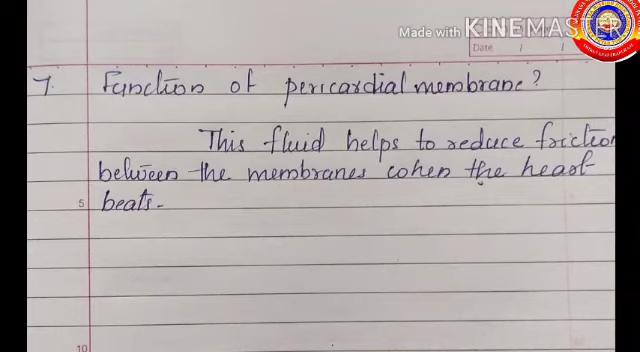 Made with KINEMASTER
Date / /
7. Function of pericardial membrane?
This fluid helps to reduce friction
between the membranes when the heart
5 beats.
10